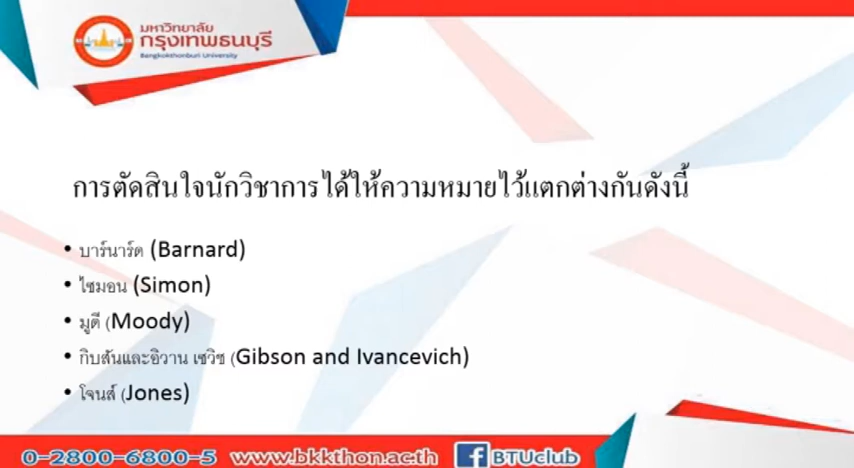 มหาวิทยาลัย
กรุงเทพธนบุรี
Bangkokthonburi University
การตัดสินใจนักวิชาการได้ให้ความหมายไว้แตกต่างกันดังนี้
• บาร์นาร์ด (Barnard)
• ไซมอน (Simon)
• มูดี (Moody)
• กิบสันและอิวาน เซวิช (Gibson and Ivancevich)
• โจนส์ (Jones)
0-2800-6800-5 www.bkkthon.ac.th f BTUclub